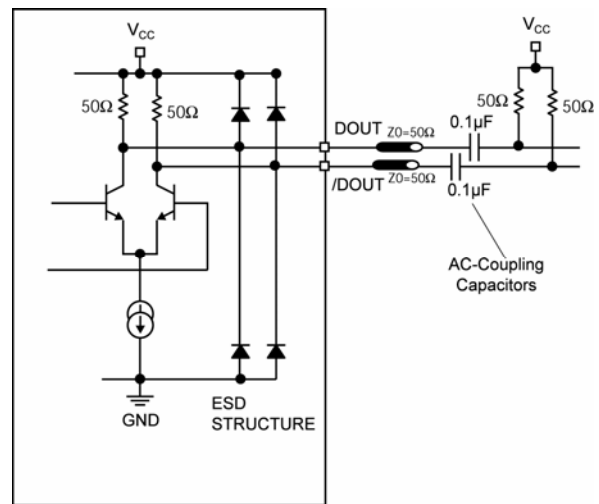 VCC
VCC
50Ω
50Ω
50Ω
50Ω
DOUT
Z0=50Ω
0.1µF
/DOUT
Z0=50Ω
0.1µF
AC-Coupling
Capacitors
ESD
STRUCTURE
GND